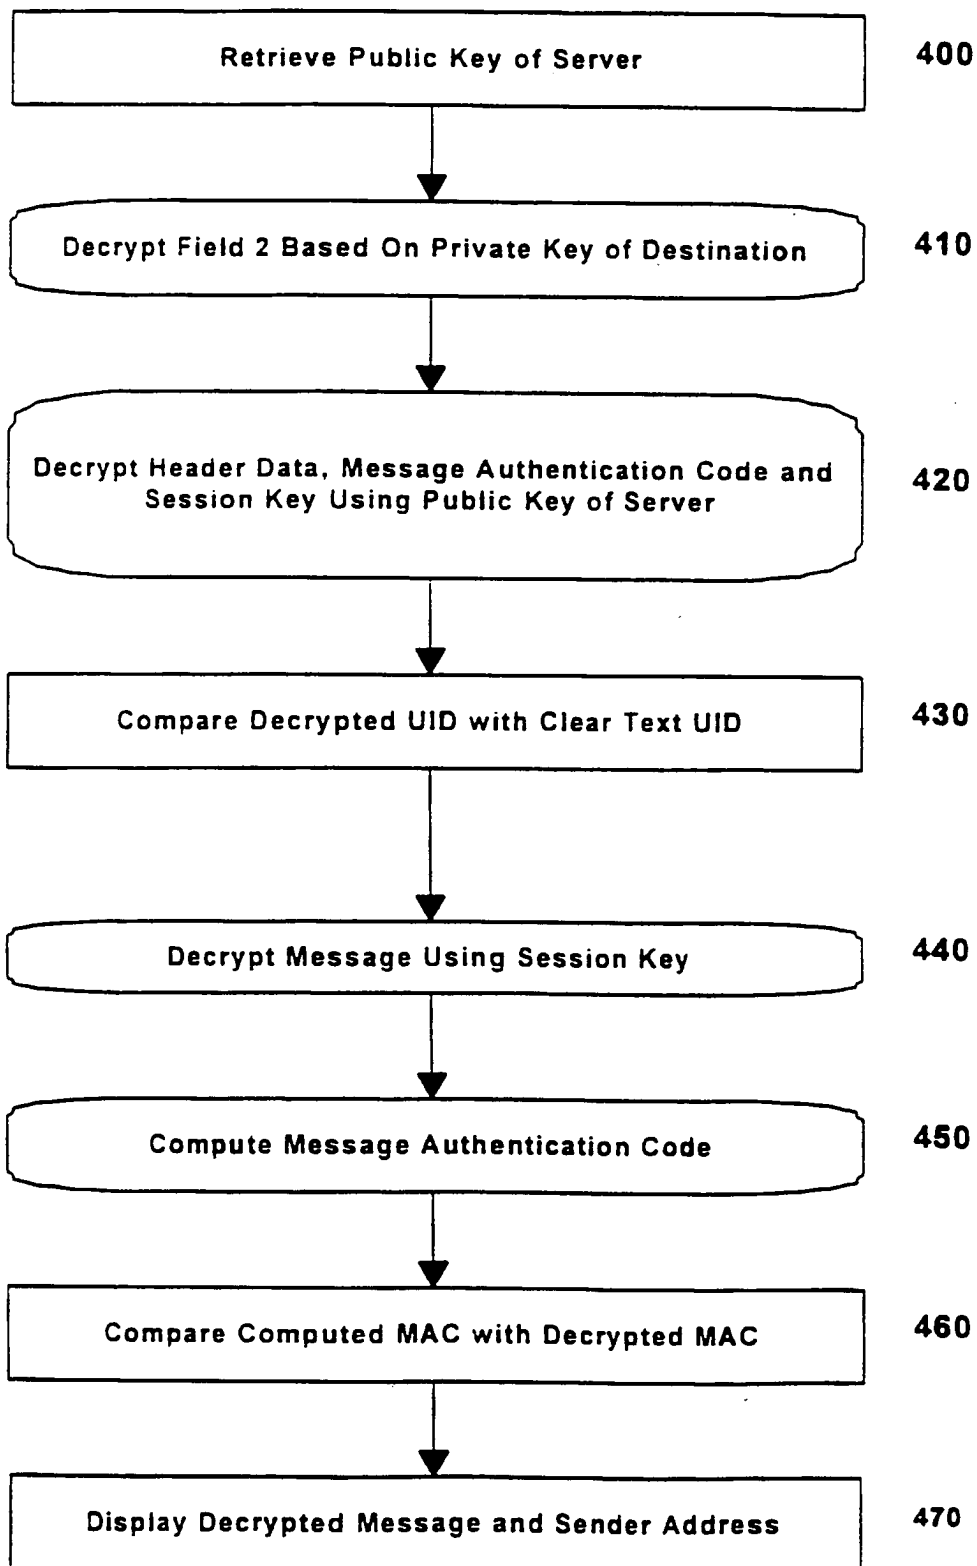 Retrieve Public Key of Server 400
Decrypt Field 2 Based On Private Key of Destination 410
Decrypt Header Data, Message Authentication Code and
Session Key Using Public Key of Server 420
Compare Decrypted UID with Clear Text UID 430
Decrypt Message Using Session Key 440
Compute Message Authentication Code 450
Compare Computed MAC with Decrypted MAC 460
Display Decrypted Message and Sender Address 470